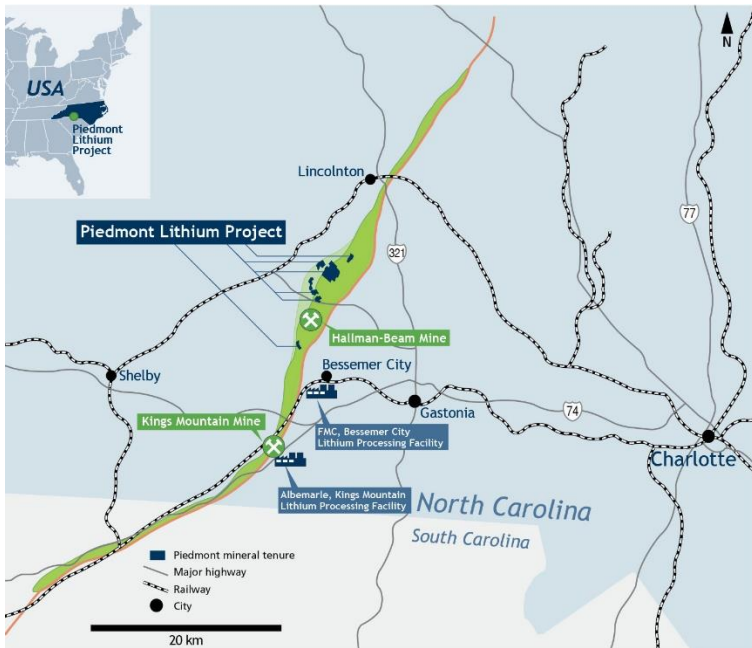 USA
Piedmont
Lithium
Project
N
Lincolnton
Piedmont Lithium Project
77
321
Hallman-Beam Mine
Shelby
Bessemer City
Gastonia
74
Kings Mountain Mine
FMC, Bessemer City
Lithium Processing Facility
Charlotte
Albemarle, Kings Mountain
Lithium Processing Facility
North Carolina
South Carolina
Piedmont mineral tenure
Major highway
Railway
City
20 km